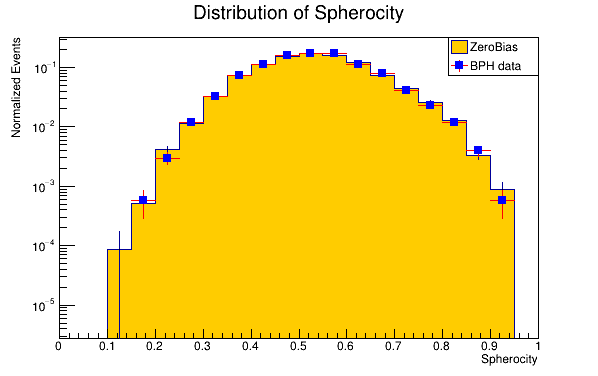 Distribution of Spherocity
Normalized Events
ZeroBias
BPH data
10⁻¹
10⁻²
10⁻³
10⁻⁴
10⁻⁵
0 0.1 0.2 0.3 0.4 0.5 0.6 0.7 0.8 0.9 1
Spherocity